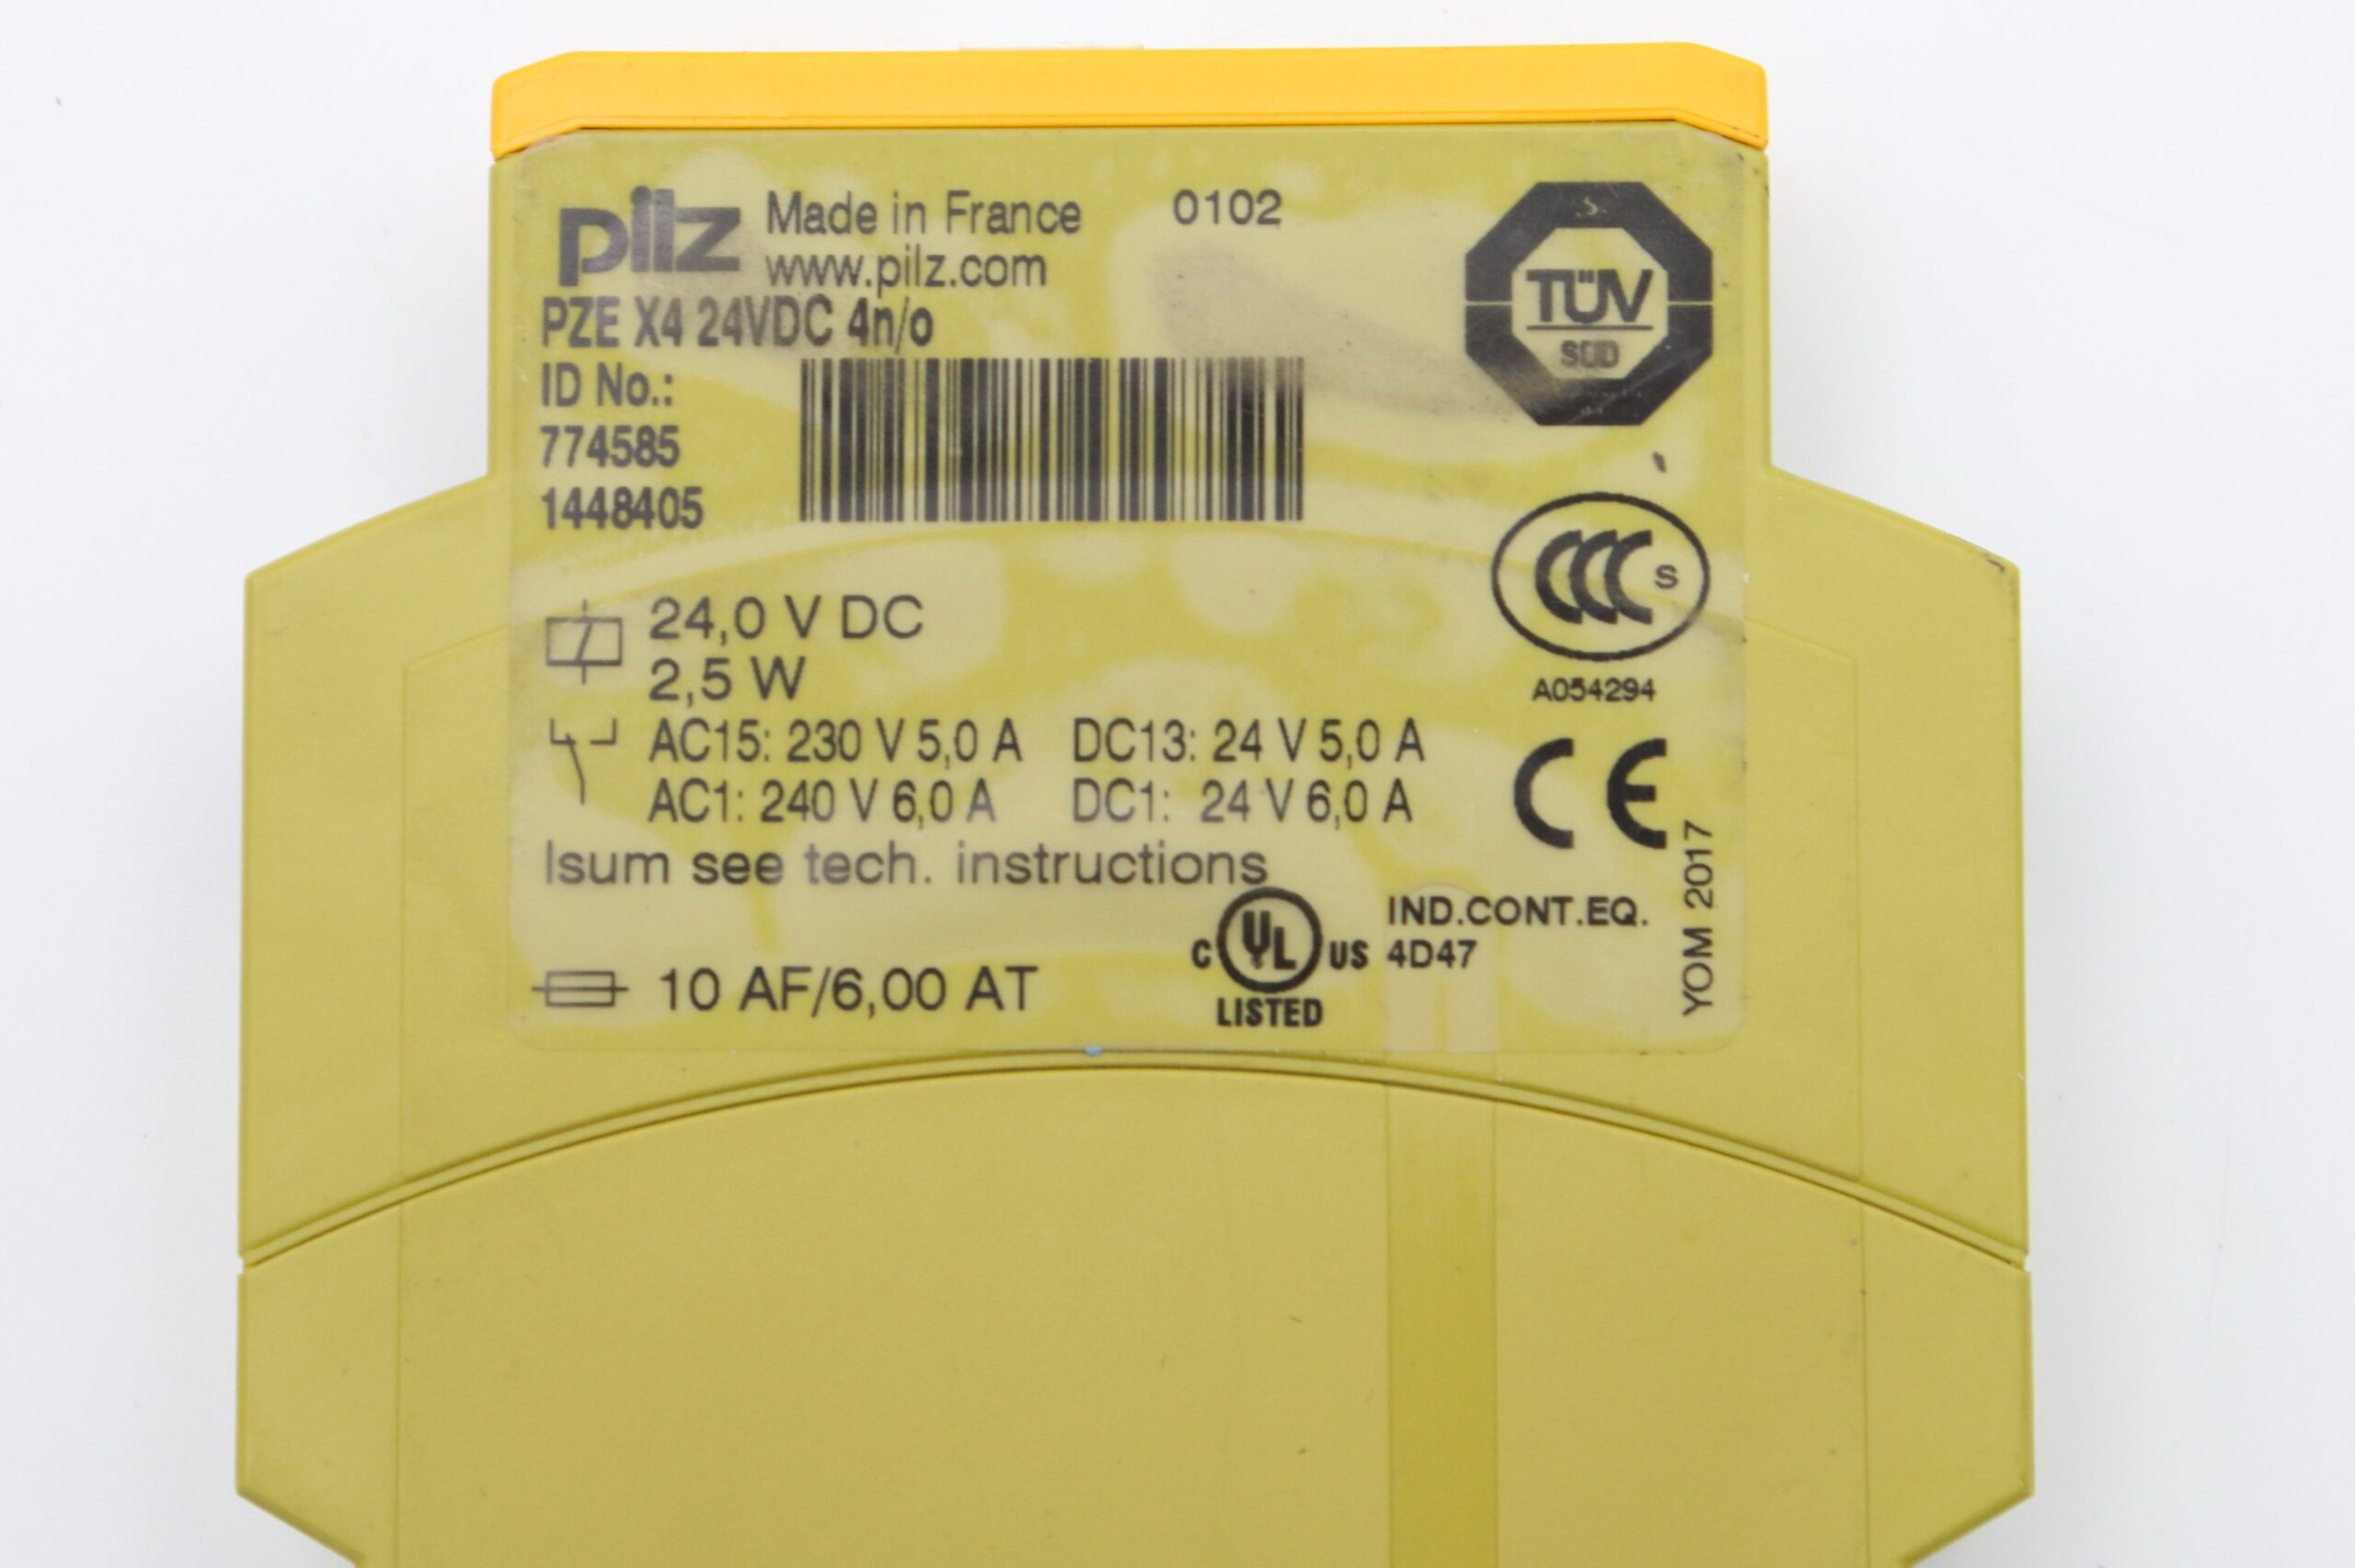 pilz Made in France 0102
www.pilz.com
PZE X4 24VDC 4n/o
ID No.:
774585
1448405
TÜV
SÜD
CCC S
A054294
24,0 V DC
2,5 W
AC15: 230 V 5,0 A DC13: 24 V 5,0 A
AC1: 240 V 6,0 A DC1: 24 V 6,0 A
Isum see tech. instructions
CE
YOM 2017
10 AF/6,00 AT
C UL US
LISTED
IND.CONT.EQ.
4D47